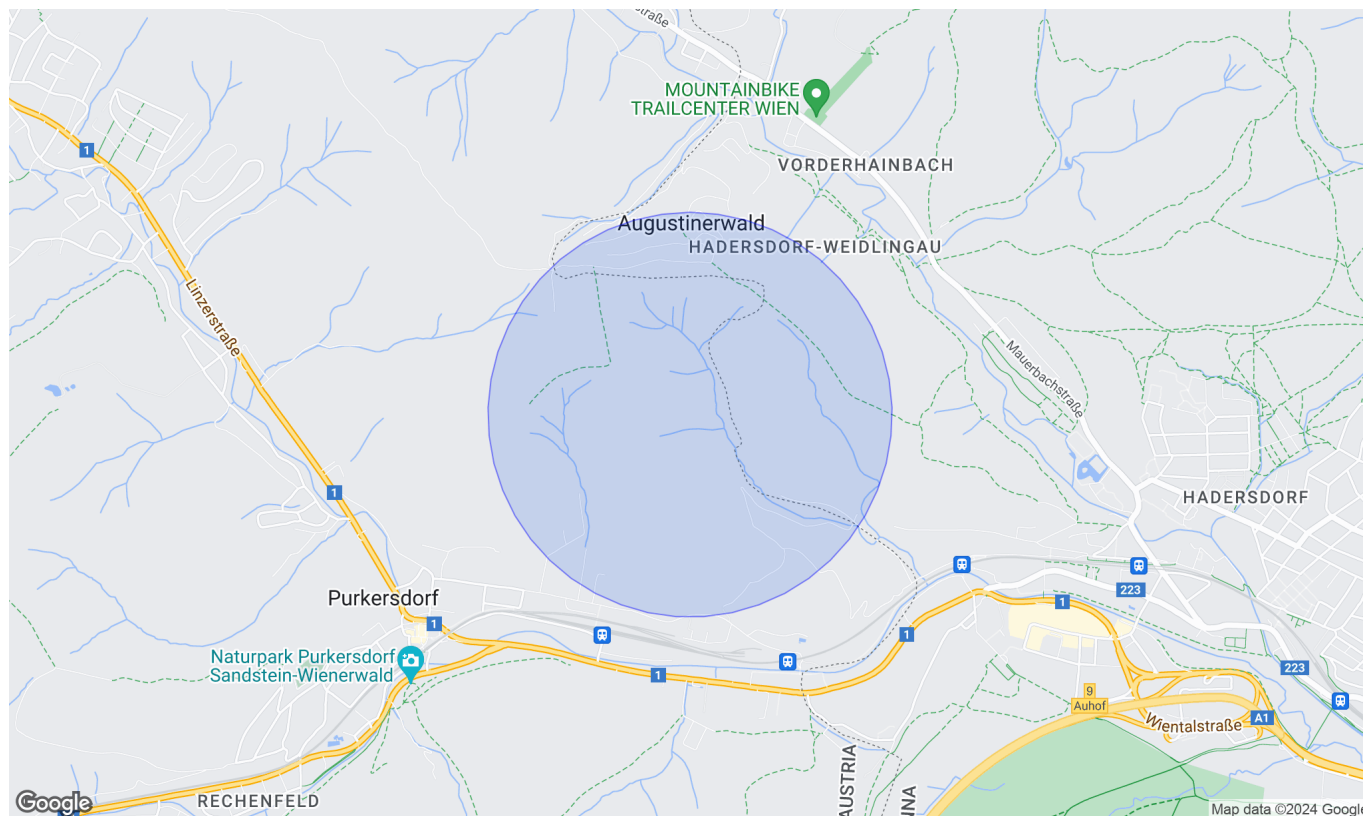 MOUNTAINBIKE
TRAILCENTER WIEN
1
VORDERHAINBACH
Augustinerwald
HADERSDORF-WEIDLINGAU
Linzerstraße
Mauerbachstraße
1
HADERSDORF
223
1
Purkersdorf
1
1
Naturpark Purkersdorf
Sandstein-Wienerwald
1
223
9
Auhof
Wientalstraße
A1
RECHENFELD
AUSTRIA
NNA
Google
Map data ©2024 Google